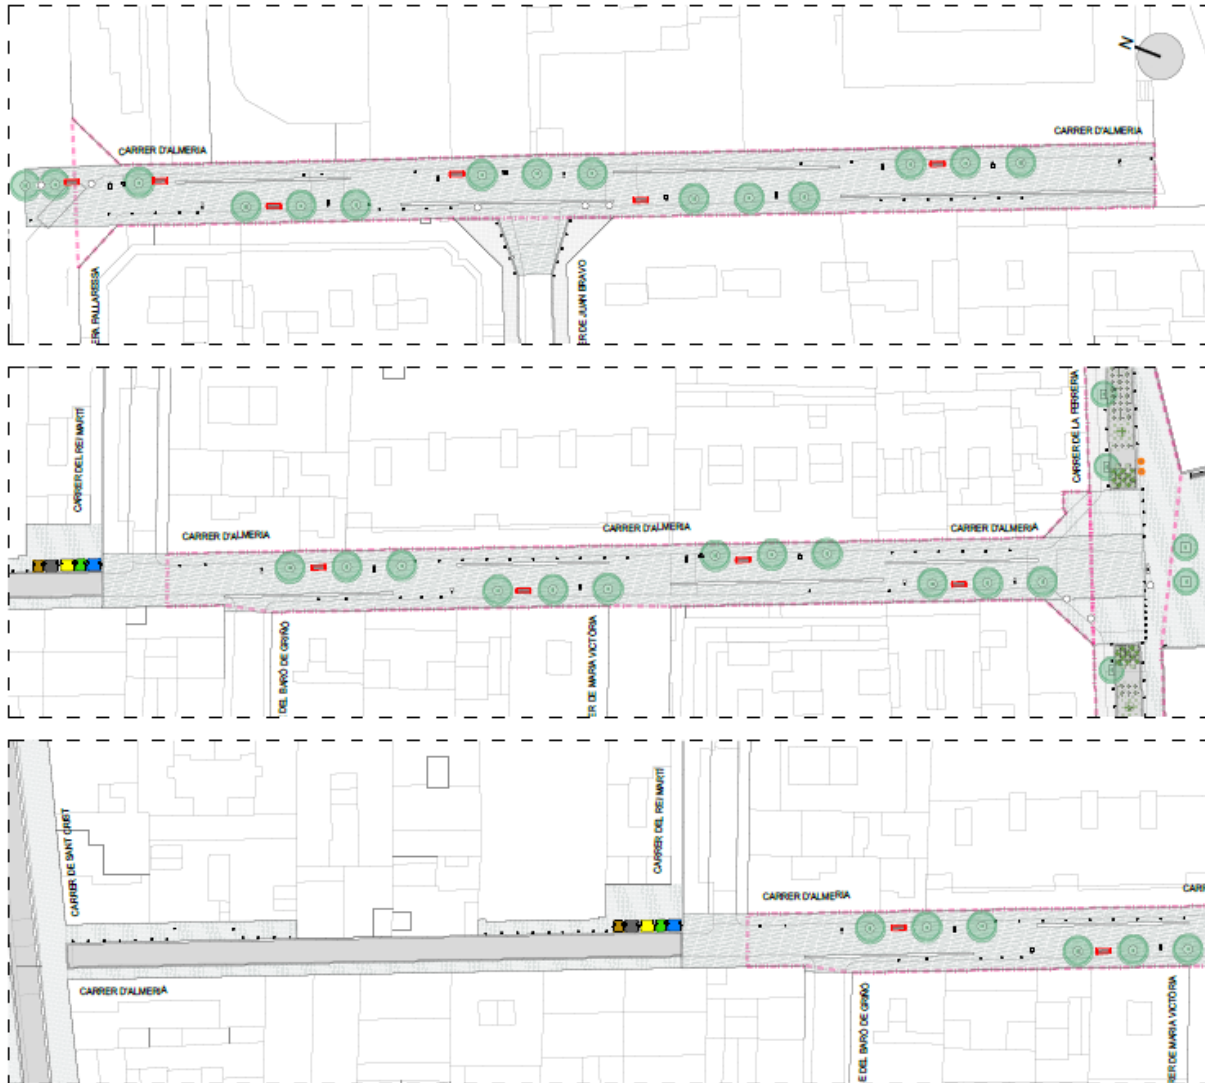 N
CARRER D'ALMERIA
CARRER D'ALMERIA
ERA PALLARESSA
ER DE JUAN BRAVO
CARRER DEL REI MARTÍ
CARRER DE LA FERRERIA
CARRER D'ALMERIA
CARRER D'ALMERIA
CARRER D'ALMERIA
DEL BARÓ DE GRIÑÓ
ER DE MARIA VICTÒRIA
CARRER DE SANT CRIST
CARRER DEL REI MARTÍ
CARRER D'ALMERIA
CARR
CARRER D'ALMERIA
E DEL BARÓ DE GRIÑÓ
RER DE MARIA VICTÒRIA